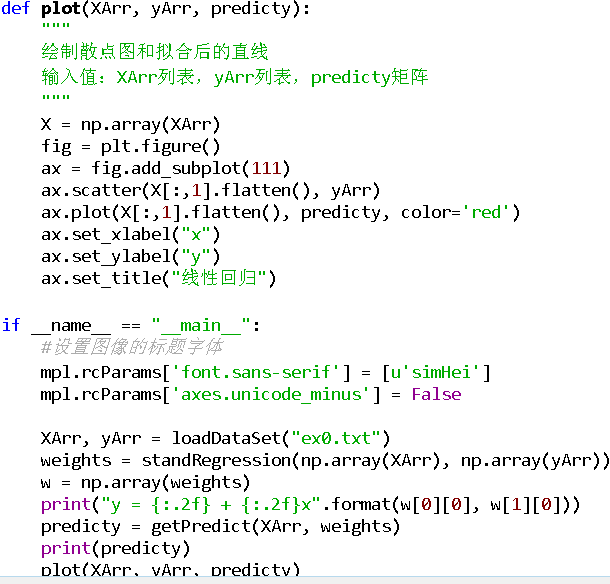 def plot(XArr, yArr, predicty):
"""
绘制散点图和拟合后的直线
输入值：XArr列表，yArr列表，predicty矩阵
"""
X = np.array(XArr)
fig = plt.figure()
ax = fig.add_subplot(111)
ax.scatter(X[:,1].flatten(), yArr)
ax.plot(X[:,1].flatten(), predicty, color='red')
ax.set_xlabel("x")
ax.set_ylabel("y")
ax.set_title("线性回归")
if __name__ == "__main__":
#设置图像的标题字体
mpl.rcParams['font.sans-serif'] = [u'simHei']
mpl.rcParams['axes.unicode_minus'] = False
XArr, yArr = loadDataSet("ex0.txt")
weights = standRegression(np.array(XArr), np.array(yArr))
w = np.array(weights)
print("y = {:.2f} + {:.2f}x".format(w[0][0], w[1][0]))
predicty = getPredict(XArr, weights)
print(predicty)
plot(XArr, yArr, predicty)